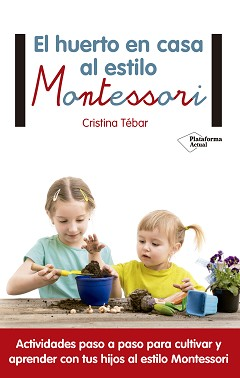 El huerto en casa
al estilo
Montessori
Cristina Tébar
Plataforma
Actual
Actividades paso a paso para cultivar y
aprender con tus hijos al estilo Montessori